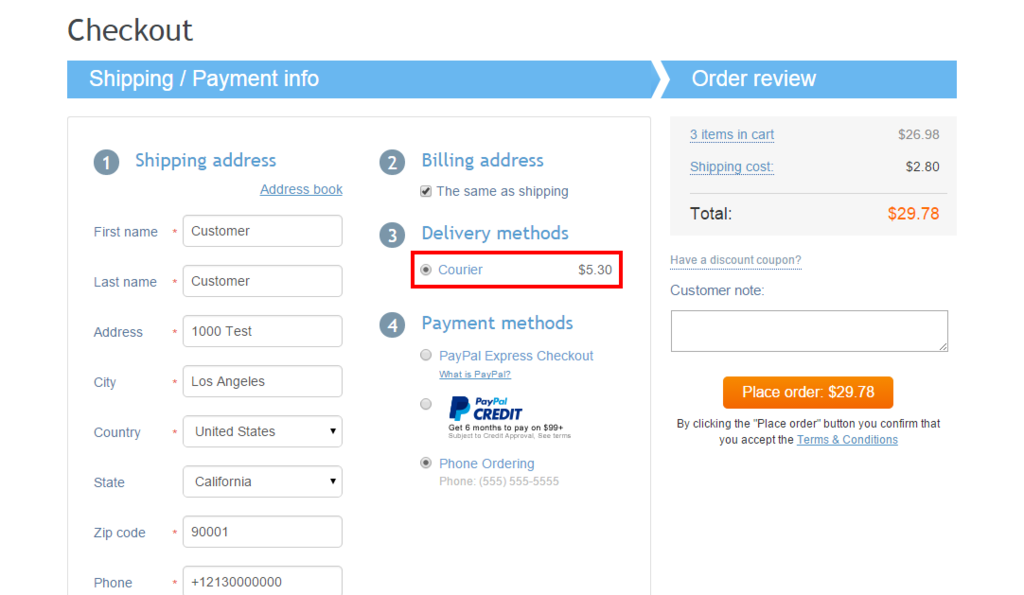 Checkout
Shipping / Payment info
Order review
1 Shipping address
Address book
First name * Customer
Last name * Customer
Address * 1000 Test
City * Los Angeles
Country * United States
State California
Zip code * 90001
Phone * +12130000000
2 Billing address
The same as shipping
3 Delivery methods
Courier $5.30
4 Payment methods
PayPal Express Checkout
What is PayPal?
PayPal
CREDIT
Get 6 months to pay on $99+
Subject to Credit Approval. See terms
Phone Ordering
Phone: (555) 555-5555
3 items in cart $26.98
Shipping cost: $2.80
Total: $29.78
Have a discount coupon?
Customer note:
Place order: $29.78
By clicking the "Place order" button you confirm that
you accept the Terms & Conditions